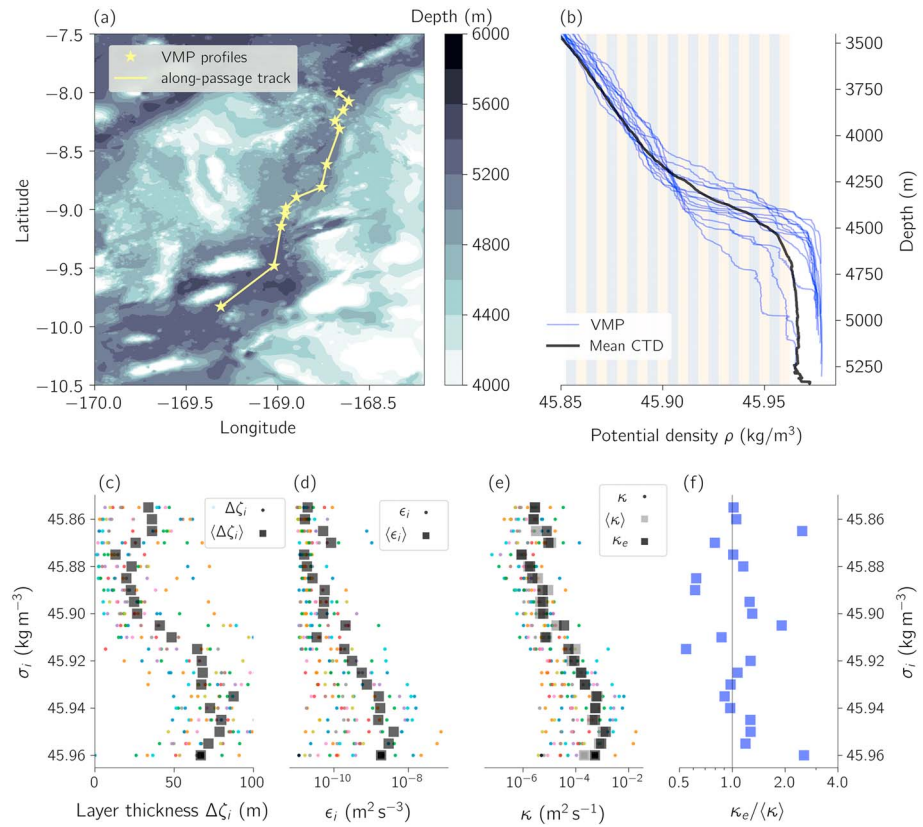 (a)
Depth (m)
(b)
−7.5
−8.0
−8.5
−9.0
−9.5
−10.0
−10.5
Latitude
VMP profiles
along-passage track
−170.0
−169.5
−169.0
−168.5
Longitude
6000
5600
5200
4800
4400
4000
3500
3750
4000
4250
4500
4750
5000
5250
Depth (m)
VMP
Mean CTD
45.85
45.90
45.95
Potential density ρ (kg/m³)
(c)
(d)
(e)
(f)
45.86
45.88
45.90
45.92
45.94
45.96
σᵢ (kg m⁻³)
Δζᵢ
⟨Δζᵢ⟩
0
50
100
Layer thickness Δζᵢ (m)
ϵᵢ
⟨ϵᵢ⟩
10⁻¹⁰
10⁻⁸
ϵᵢ (m² s⁻³)
κ
⟨κ⟩
κₑ
10⁻⁶
10⁻⁴
10⁻²
κ (m² s⁻¹)
0.5
1.0
2.0
4.0
κₑ/⟨κ⟩
45.86
45.88
45.90
45.92
45.94
45.96
σᵢ (kg m⁻³)